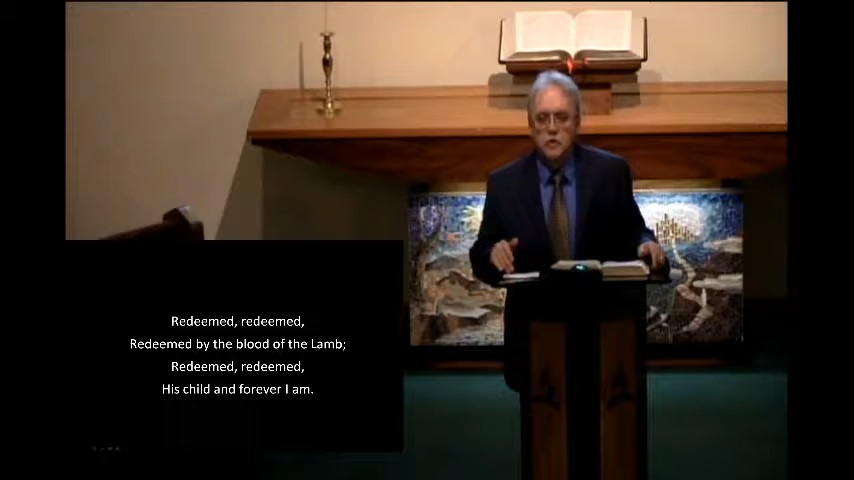 Redeemed, redeemed,
Redeemed by the blood of the Lamb;
Redeemed, redeemed,
His child and forever I am.